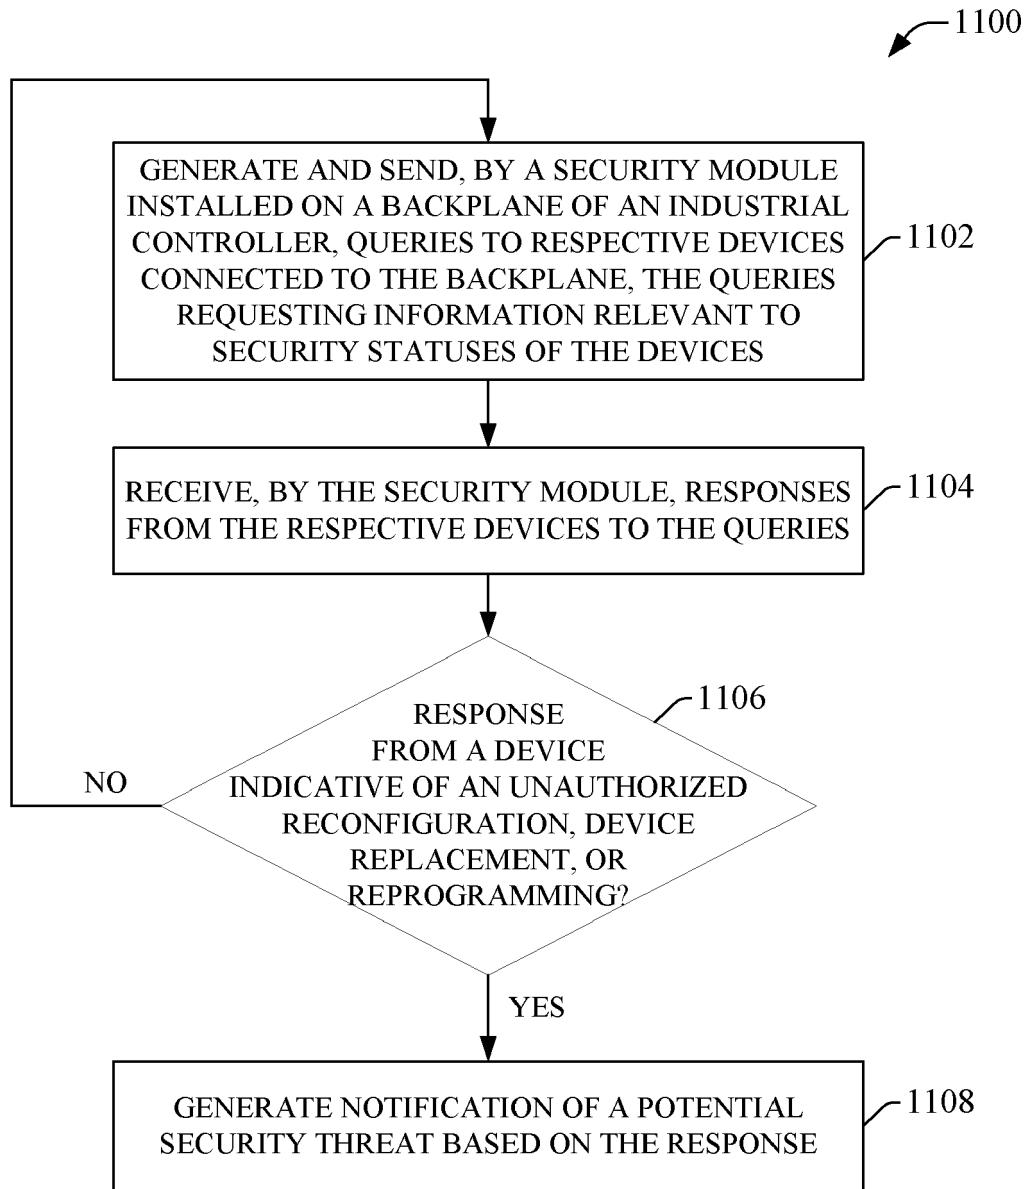 1100
GENERATE AND SEND, BY A SECURITY MODULE
INSTALLED ON A BACKPLANE OF AN INDUSTRIAL
CONTROLLER, QUERIES TO RESPECTIVE DEVICES
CONNECTED TO THE BACKPLANE, THE QUERIES
REQUESTING INFORMATION RELEVANT TO
SECURITY STATUSES OF THE DEVICES
1102
RECEIVE, BY THE SECURITY MODULE, RESPONSES
FROM THE RESPECTIVE DEVICES TO THE QUERIES
1104
RESPONSE
FROM A DEVICE
INDICATIVE OF AN UNAUTHORIZED
RECONFIGURATION, DEVICE
REPLACEMENT, OR
REPROGRAMMING?
1106
NO
YES
GENERATE NOTIFICATION OF A POTENTIAL
SECURITY THREAT BASED ON THE RESPONSE
1108